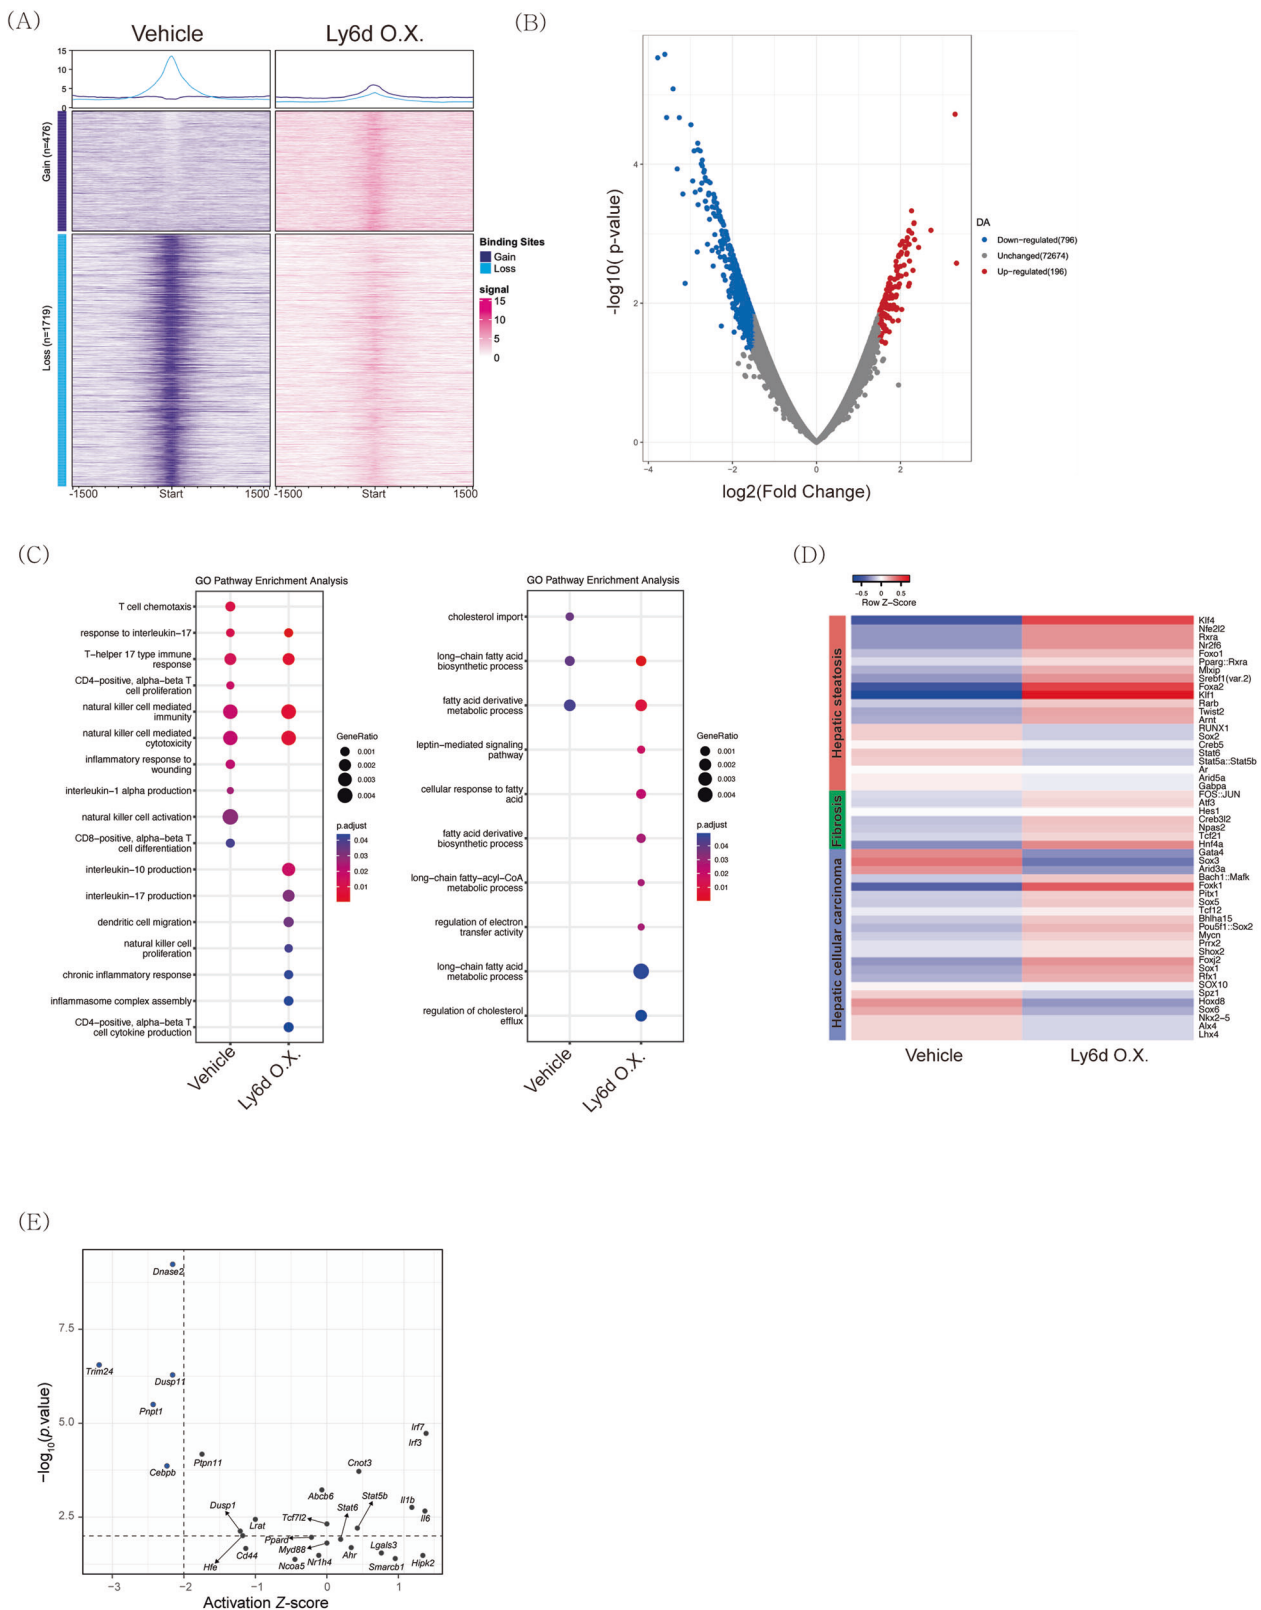 (A)
Vehicle
Ly6d O.X.
15
10
5
0
Gain (n=476)
Loss (n=1719)
-1500
Start
1500
-1500
Start
1500
Binding Sites
Gain
Loss
signal
15
10
5
0
(B)
-log10( p-value)
4
2
0
-4
-2
0
2
log2(Fold Change)
DA
Down-regulated(796)
Unchanged(72674)
Up-regulated(196)
(C)
GO Pathway Enrichment Analysis
T cell chemotaxis
response to interleukin-17
T-helper 17 type immune
response
CD4-positive, alpha-beta T
cell proliferation
natural killer cell mediated
immunity
natural killer cell mediated
cytotoxicity
inflammatory response to
wounding
interleukin-1 alpha production
natural killer cell activation
CD8-positive, alpha-beta T
cell differentiation
interleukin-10 production
interleukin-17 production
dendritic cell migration
natural killer cell
proliferation
chronic inflammatory response
inflammasome complex assembly
CD4-positive, alpha-beta T
cell cytokine production
Vehicle
Ly6d O.X.
GeneRatio
0.001
0.002
0.003
0.004
p.adjust
0.04
0.03
0.02
0.01
GO Pathway Enrichment Analysis
cholesterol import
long-chain fatty acid
biosynthetic process
fatty acid derivative
metabolic process
leptin-mediated signaling
pathway
cellular response to fatty
acid
fatty acid derivative
biosynthetic process
long-chain fatty-acyl-CoA
metabolic process
regulation of electron
transfer activity
long-chain fatty acid
metabolic process
regulation of cholesterol
efflux
Vehicle
Ly6d O.X.
GeneRatio
0.001
0.002
0.003
0.004
p.adjust
0.04
0.03
0.02
0.01
(D)
-0.5
0
0.5
Row Z-Score
Hepatic steatosis
Fibrosis
Hepatic cellular carcinoma
Klf4
Nfe2l2
Rxra
Nr2f6
Foxo1
Pparg::Rxra
Mlxip
Srebf1(var.2)
Foxa2
Klf1
Rarb
Twist2
Arnt
RUNX1
Sox2
Creb5
Stat6
Stat5a::Stat5b
Ar
Arid5a
Gabpa
FOS::JUN
Atf3
Hes1
Creb3l2
Npas2
Tcf21
Hnf4a
Gata4
Sox3
Arid3a
Bach1::Mafk
Foxk1
Pitx1
Sox5
Tcf12
Bhlha15
Pou5f1::Sox2
Mycn
Prrx2
Shox2
Foxj2
Sox1
Rfx1
SOX10
Spz1
Hoxd8
Sox6
Nkx2-5
Alx4
Lhx4
Vehicle
Ly6d O.X.
(E)
-log10(p.value)
7.5
5.0
2.5
Dnase2
Trim24
Dusp11
Pnpt1
Cebpb
Ptpn11
Irf7
Irf3
Cnot3
Abcb6
Stat5b
Il1b
Il6
Dusp1
Lrat
Tcf7l2
Stat6
Ppard
Myd88
Hfe
Cd44
Ncoa5
Nr1h4
Ahr
Lgals3
Smarcb1
Hipk2
-3
-2
-1
0
1
Activation Z-score